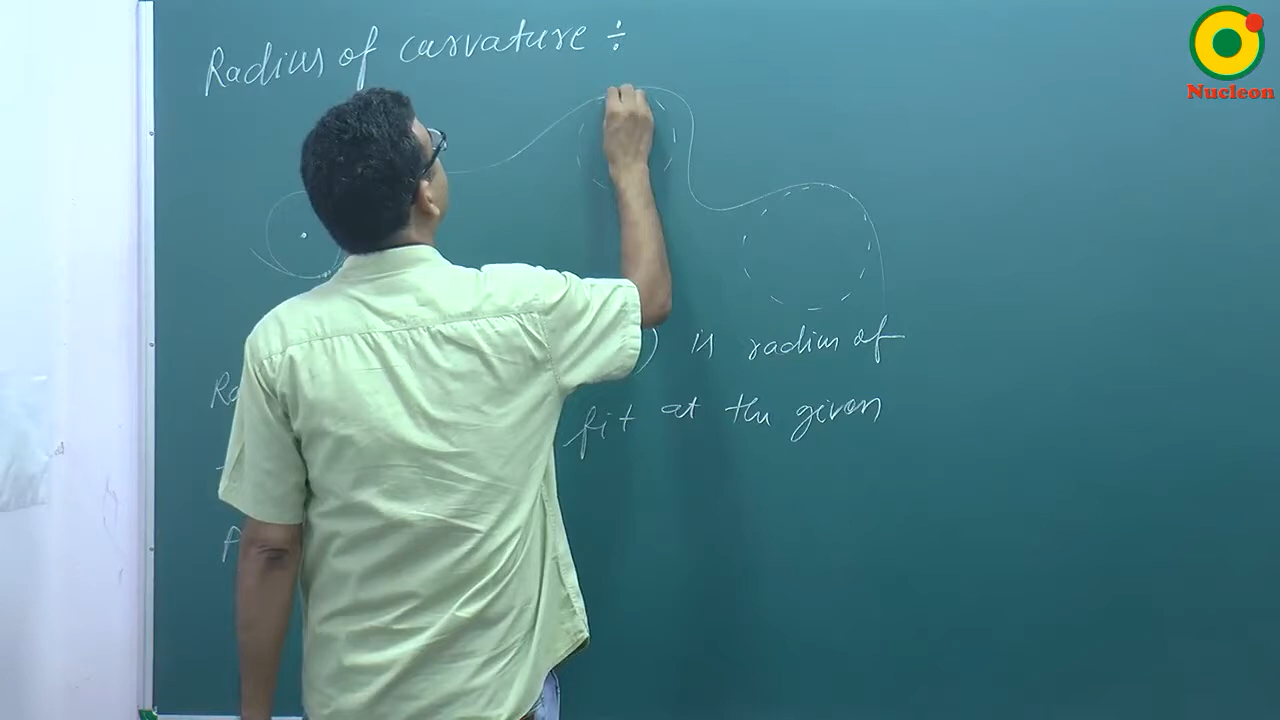 Radius of curvature ÷
Nucleon
) is radius of
fit at the given